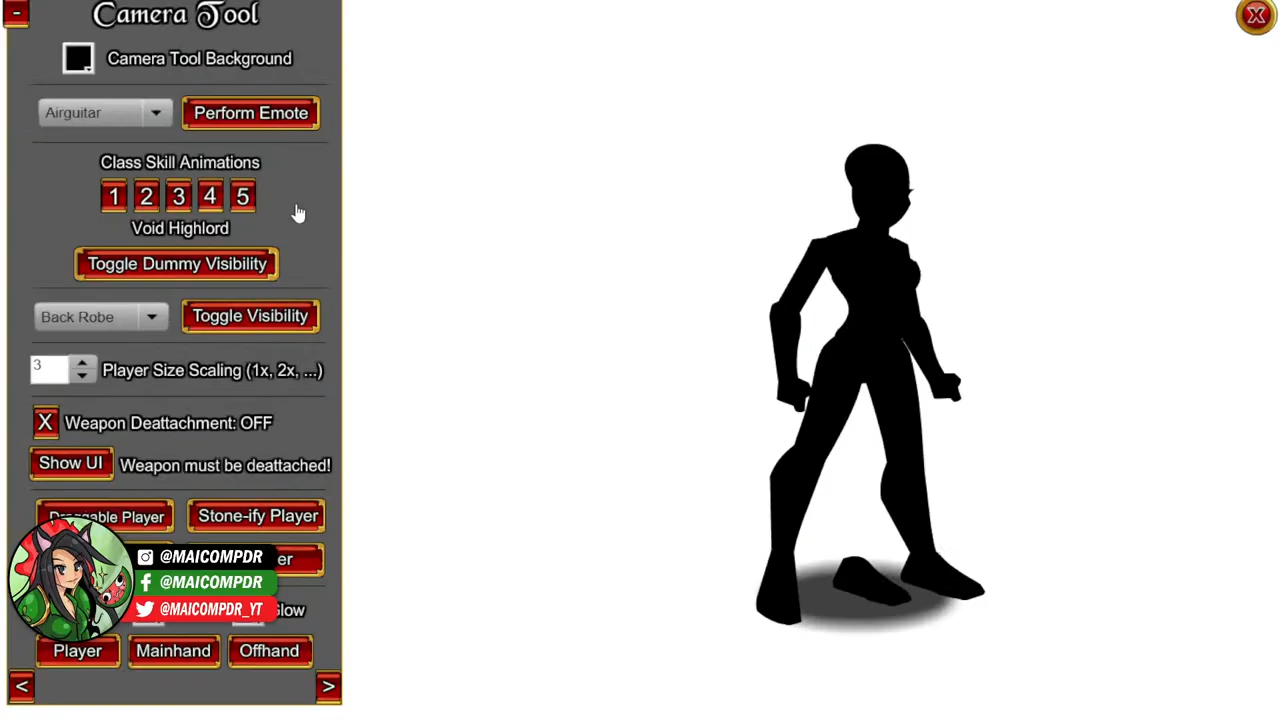 -
Camera Tool
X
Camera Tool Background
Airguitar
Perform Emote
Class Skill Animations
1 2 3 4 5
Void Highlord
Toggle Dummy Visibility
Back Robe
Toggle Visibility
3
Player Size Scaling (1x, 2x, ...)
X
Weapon Deattachment: OFF
Show UI
Weapon must be deattached!
Draggable Player
Stone-ify Player
@MAICOMPDR
@MAICOMPDR
@MAICOMPDR_YT
Player
Mainhand
Offhand
<
>